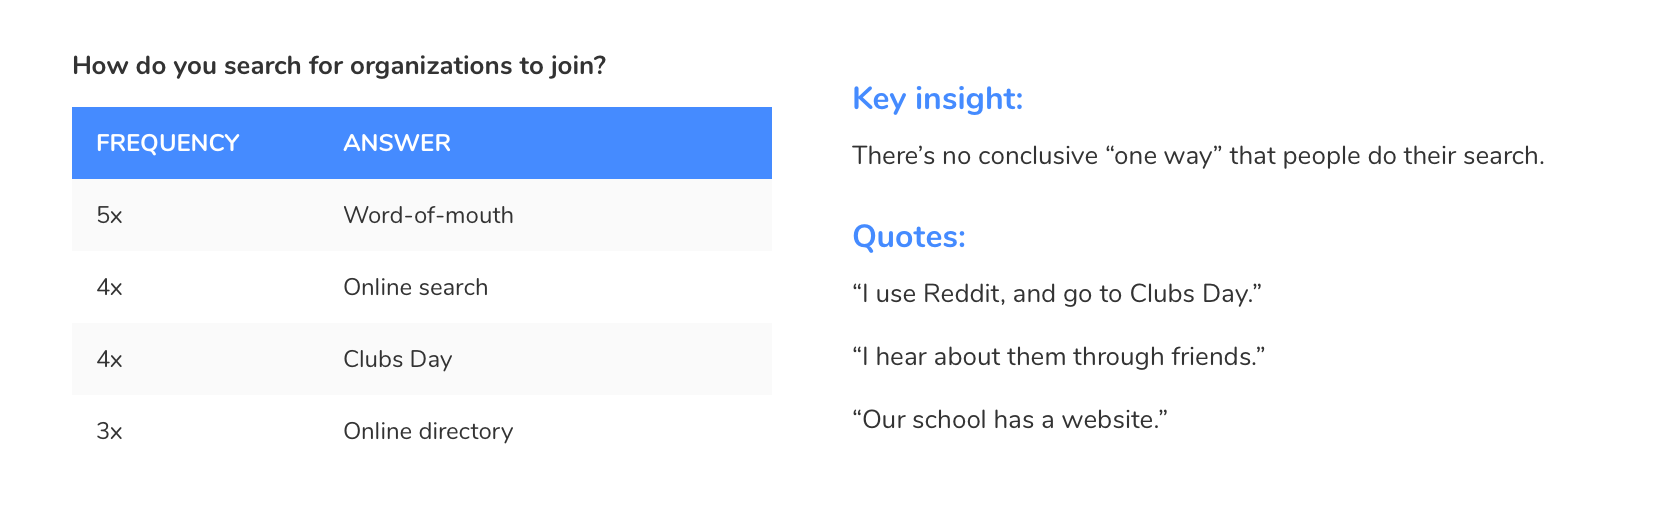 How do you search for organizations to join?
FREQUENCY ANSWER
5x Word-of-mouth
4x Online search
4x Clubs Day
3x Online directory
Key insight:
There’s no conclusive “one way” that people do their search.
Quotes:
“I use Reddit, and go to Clubs Day.”
“I hear about them through friends.”
“Our school has a website.”